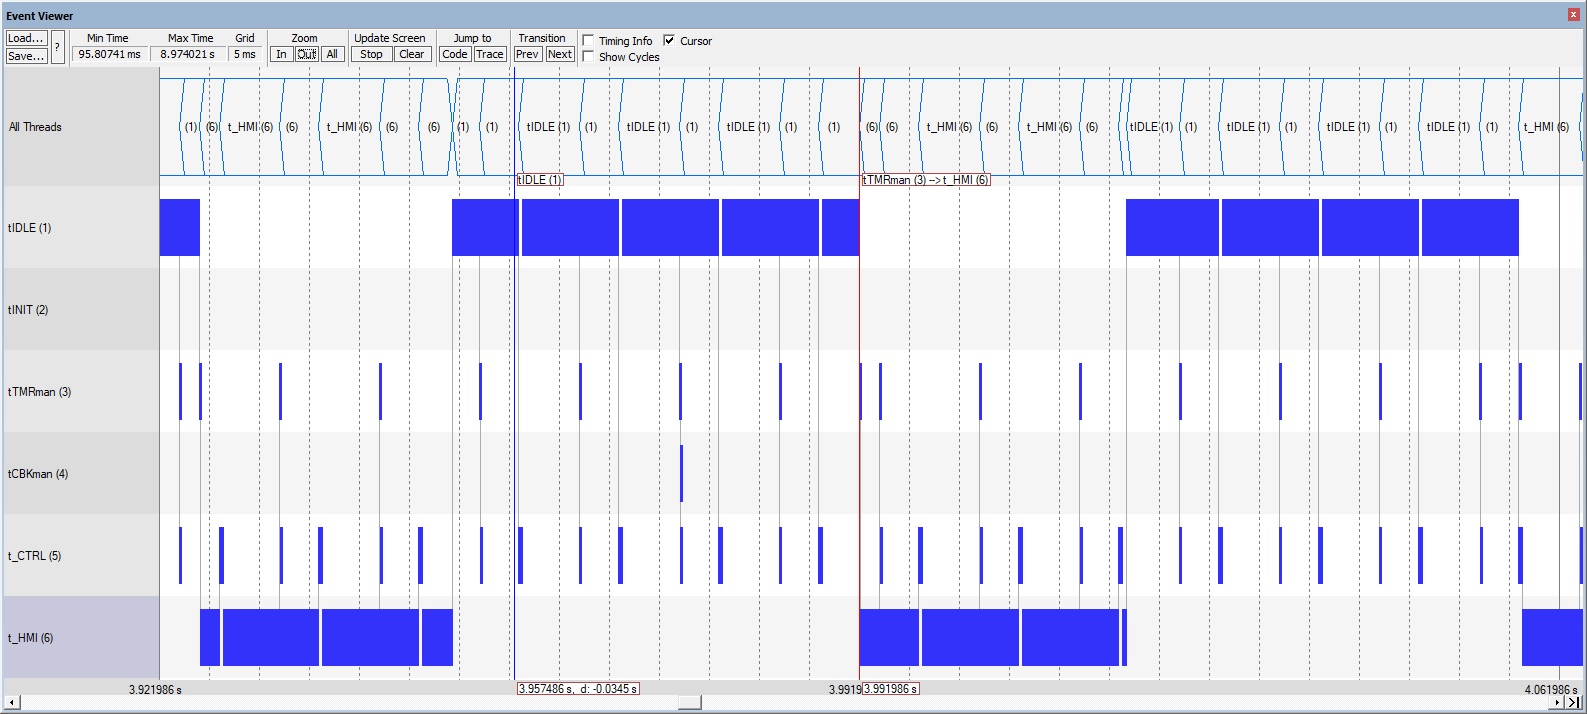 Event Viewer
Load... Min Time Max Time Grid Zoom Update Screen Jump to Transition Timing Info Cursor
Save... ? 95.80741 ms 8.974021 s 5 ms In Out All Stop Clear Code Trace Prev Next Show Cycles
All Threads (1) (6) t_HMI (6) (6) t_HMI (6) (6) (6) (1) (1) tIDLE (1) (1) tIDLE (1) (1) tIDLE (1) (1) (1) (6) (6) t_HMI (6) (6) t_HMI (6) (6) tIDLE (1) (1) tIDLE (1) (1) tIDLE (1) (1) tIDLE (1) (1) t_HMI (6)
tIDLE (1) tTMRman (3) --> t_HMI (6)
tIDLE (1)
tINIT (2)
tTMRman (3)
tCBKman (4)
t_CTRL (5)
t_HMI (6)
3.921986 s 3.957486 s, d: -0.0345 s 3.9919 3.991986 s 4.061986 s